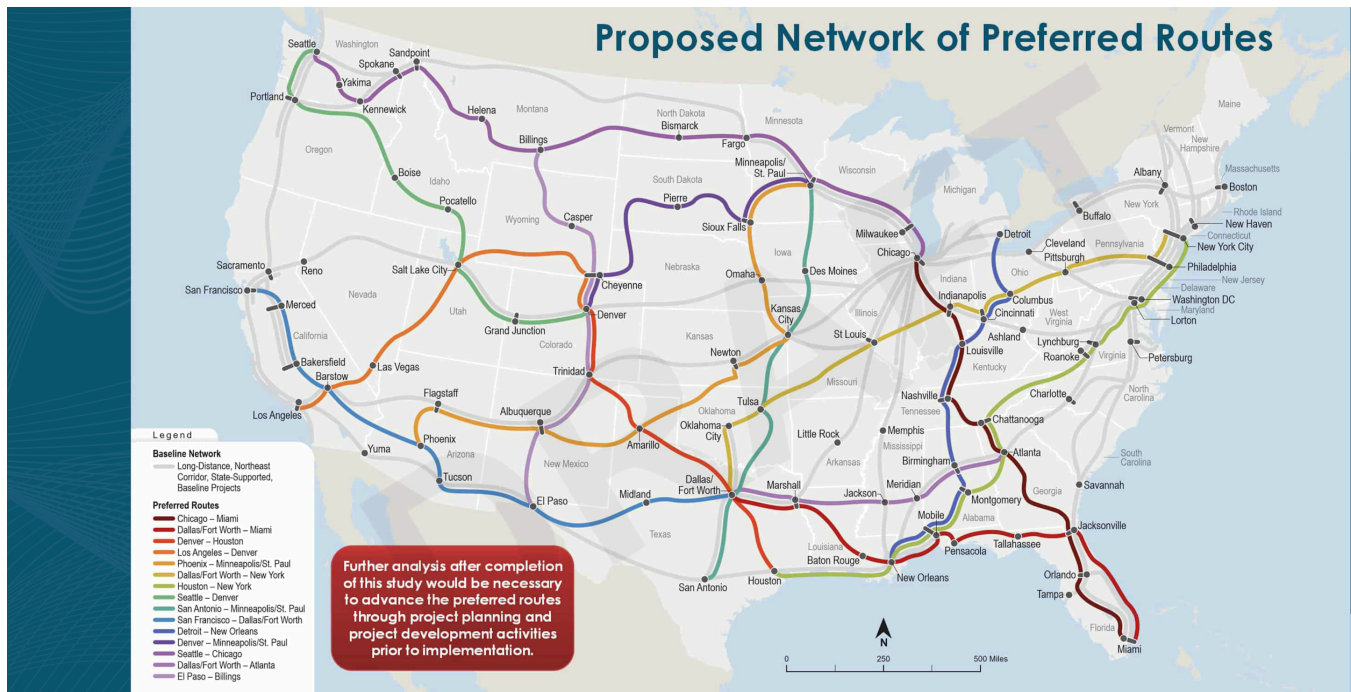 Proposed Network of Preferred Routes
Seattle
Washington
Sandpoint
Spokane
Yakima
Portland
Kennewick
Helena
Montana
North Dakota
Bismarck
Minnesota
Maine
Billings
Fargo
Vermont
New
Hampshire
Oregon
Minneapolis/
St. Paul
Wisconsin
Massachusetts
Boise
Idaho
South Dakota
Michigan
Albany
Boston
Pocatello
Pierre
New York
Wyoming
Casper
Sioux Falls
Buffalo
Rhode Island
New Haven
Milwaukee
Detroit
Connecticut
Cleveland
Pennsylvania
New York City
Sacramento
Reno
Salt Lake City
Iowa
Chicago
Pittsburgh
Nebraska
Omaha
Des Moines
Indiana
Ohio
Philadelphia
San Francisco
Cheyenne
New Jersey
Nevada
Delaware
Merced
Utah
Indianapolis
Columbus
Washington DC
Denver
Kansas
City
Illinois
Cincinnati
West
Virginia
Maryland
Lorton
California
Grand Junction
Kansas
St Louis
Ashland
Lynchburg
Colorado
Newton
Louisville
Roanoke
Virginia
Petersburg
Bakersfield
Las Vegas
Trinidad
Kentucky
Barstow
Missouri
North
Carolina
Flagstaff
Nashville
Charlotte
Los Angeles
Albuquerque
Oklahoma
Tulsa
Tennessee
Chattanooga
Oklahoma
City
Little Rock
Memphis
Phoenix
Amarillo
Mississippi
Yuma
Arizona
Atlanta
South
Carolina
New Mexico
Arkansas
Birmingham
Tucson
Dallas/
Fort Worth
Marshall
Meridian
Savannah
Midland
Jackson
Georgia
El Paso
Montgomery
Alabama
Mobile
Jacksonville
Texas
Louisiana
Tallahassee
Pensacola
Baton Rouge
Houston
New Orleans
Orlando
San Antonio
Tampa
Florida
Miami
Legend
Baseline Network
Long-Distance, Northeast
Corridor, State-Supported,
Baseline Projects
Preferred Routes
Chicago – Miami
Dallas/Fort Worth – Miami
Denver – Houston
Los Angeles – Denver
Phoenix – Minneapolis/St. Paul
Dallas/Fort Worth – New York
Houston – New York
Seattle – Denver
San Antonio – Minneapolis/St. Paul
San Francisco – Dallas/Fort Worth
Detroit – New Orleans
Denver – Minneapolis/St. Paul
Seattle – Chicago
Dallas/Fort Worth – Atlanta
El Paso – Billings
Further analysis after completion
of this study would be necessary
to advance the preferred routes
through project planning and
project development activities
prior to implementation.
N
0 250 500 Miles